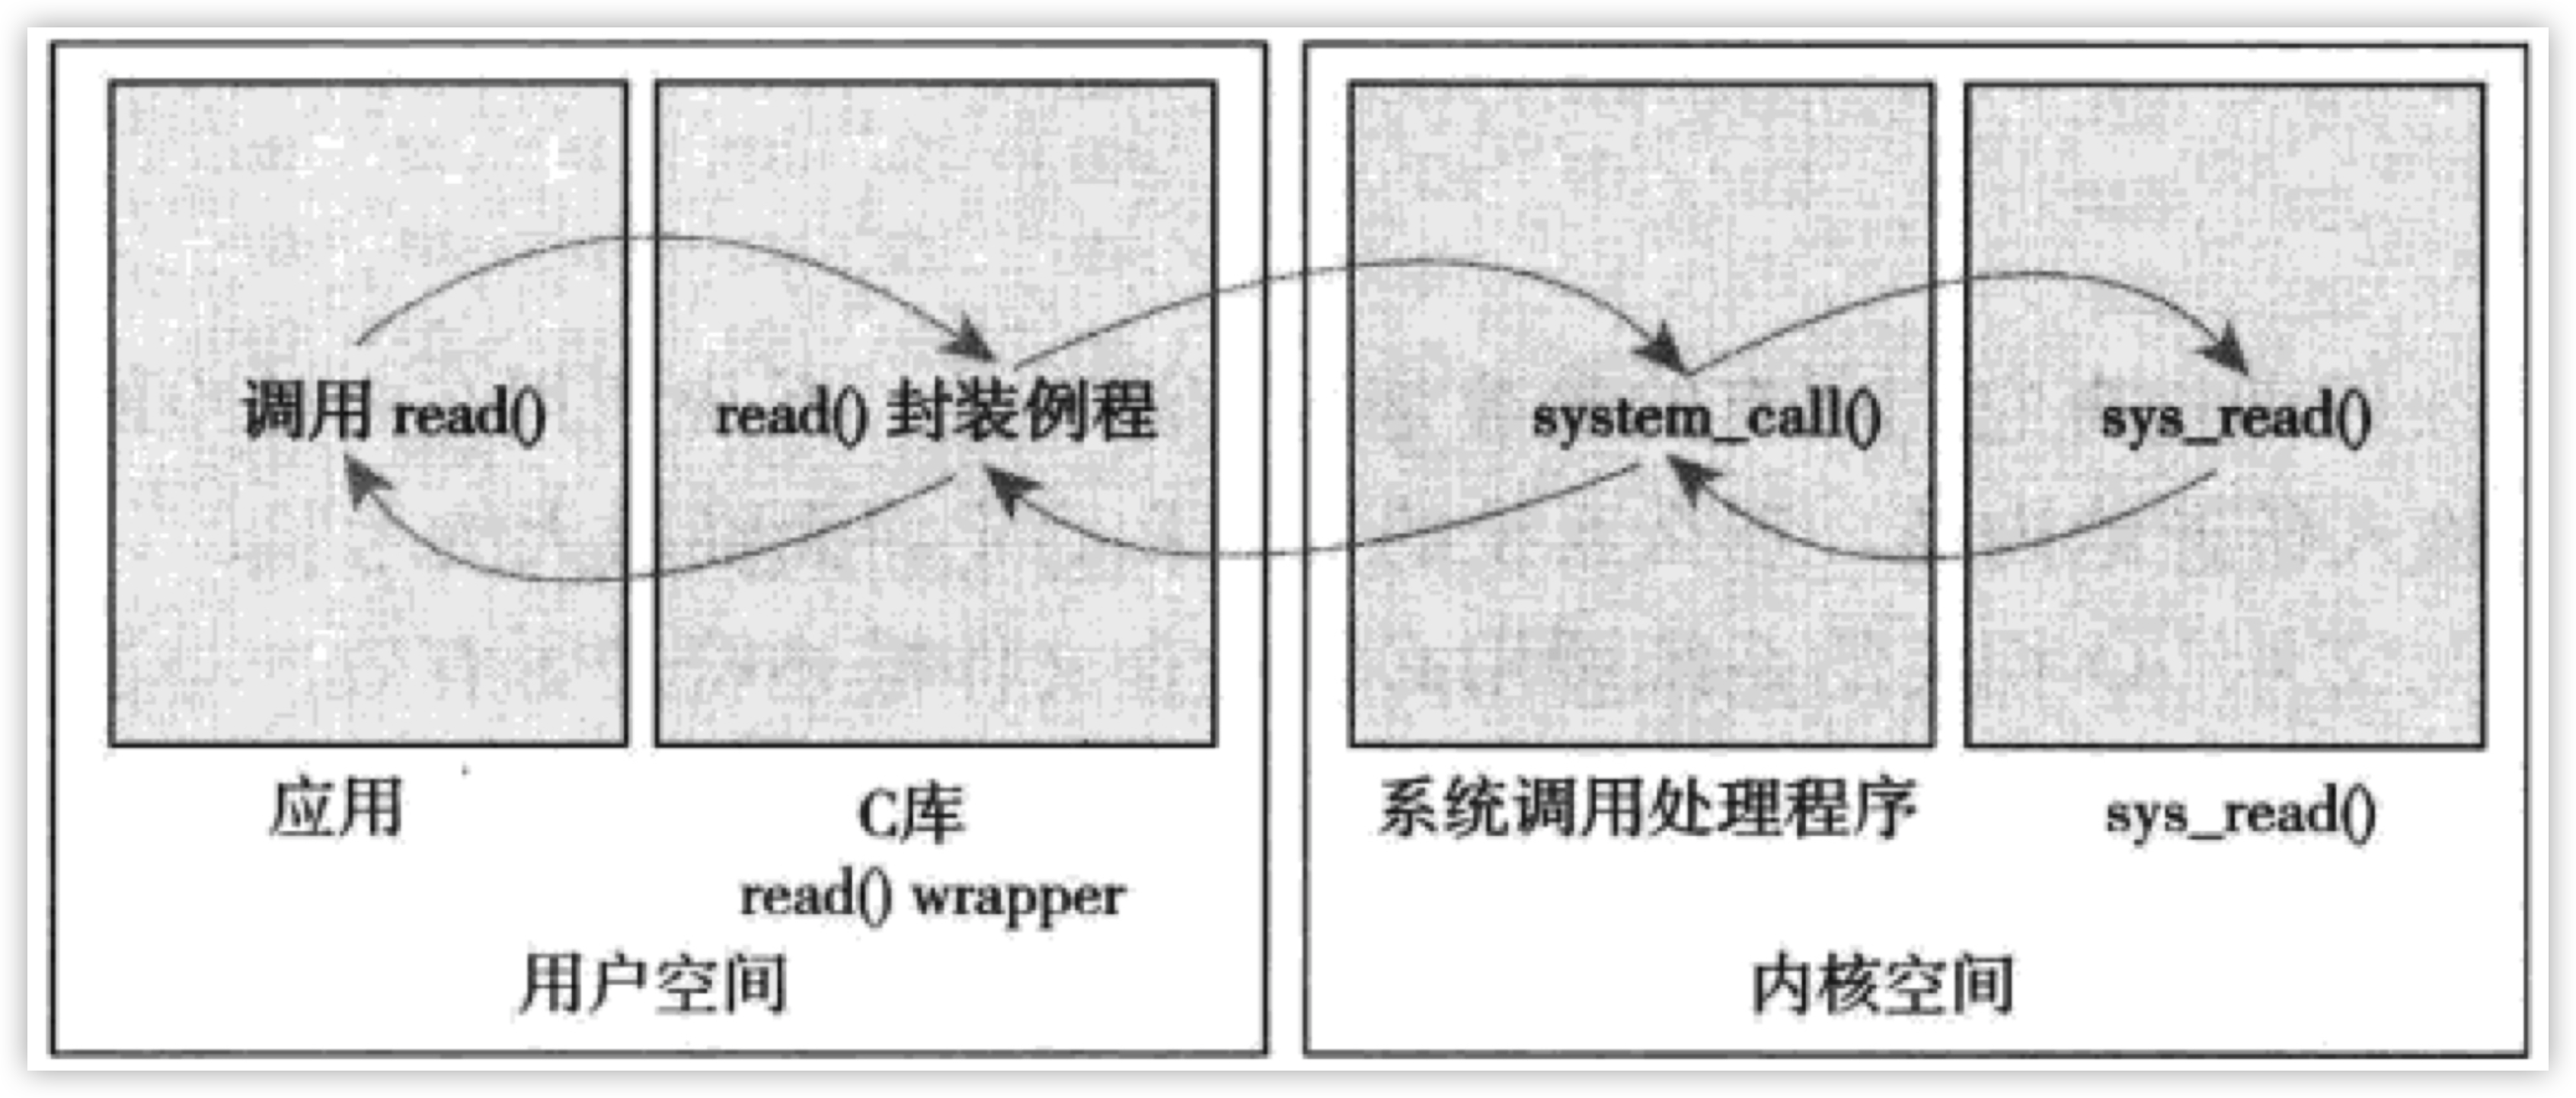 调用 read()
read() 封装例程
system_call()
sys_read()
应用
C库
read() wrapper
系统调用处理程序
sys_read()
用户空间
内核空间